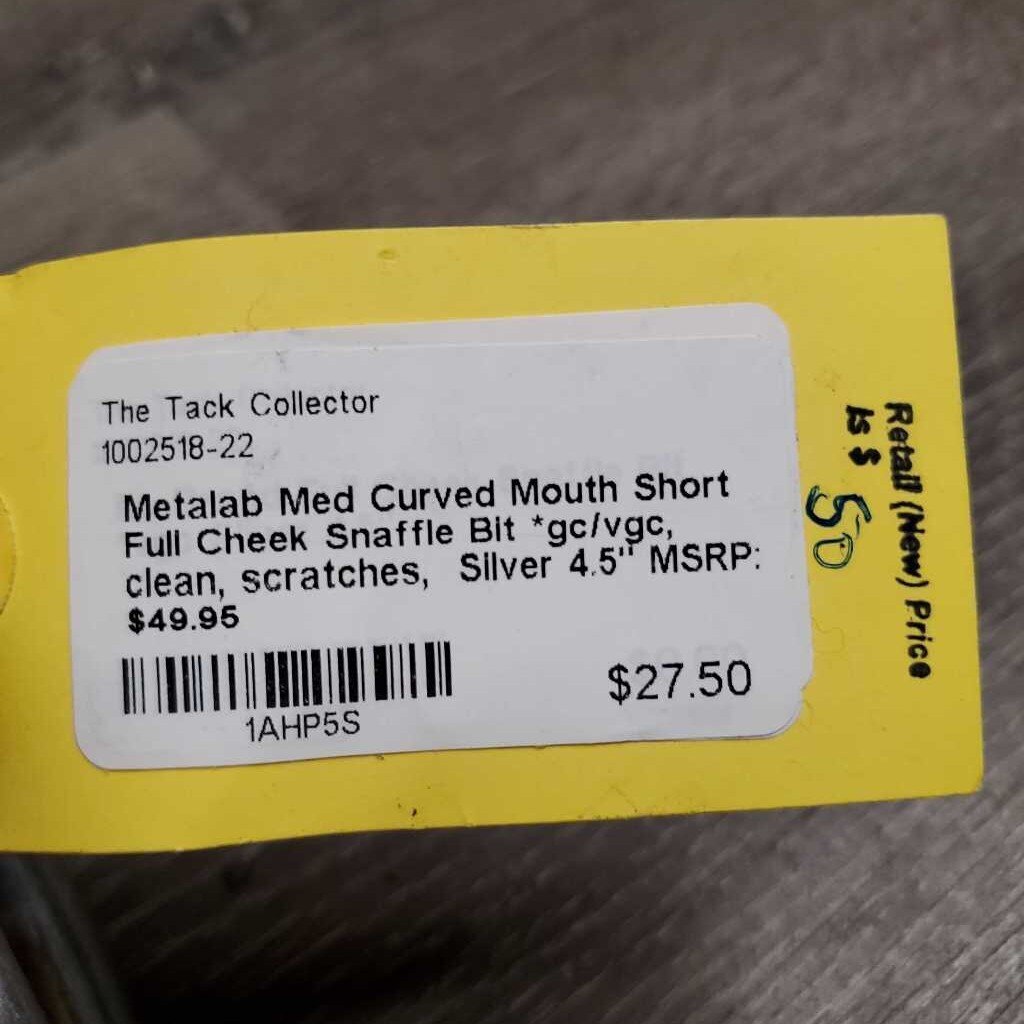 The Tack Collector
1002518-22
Metalab Med Curved Mouth Short
Full Cheek Snaffle Bit *gc/vgc,
clean, scratches, Silver 4.5" MSRP:
$49.95
1AHP5S
$27.50
Retail (New) Price
Is $ 50